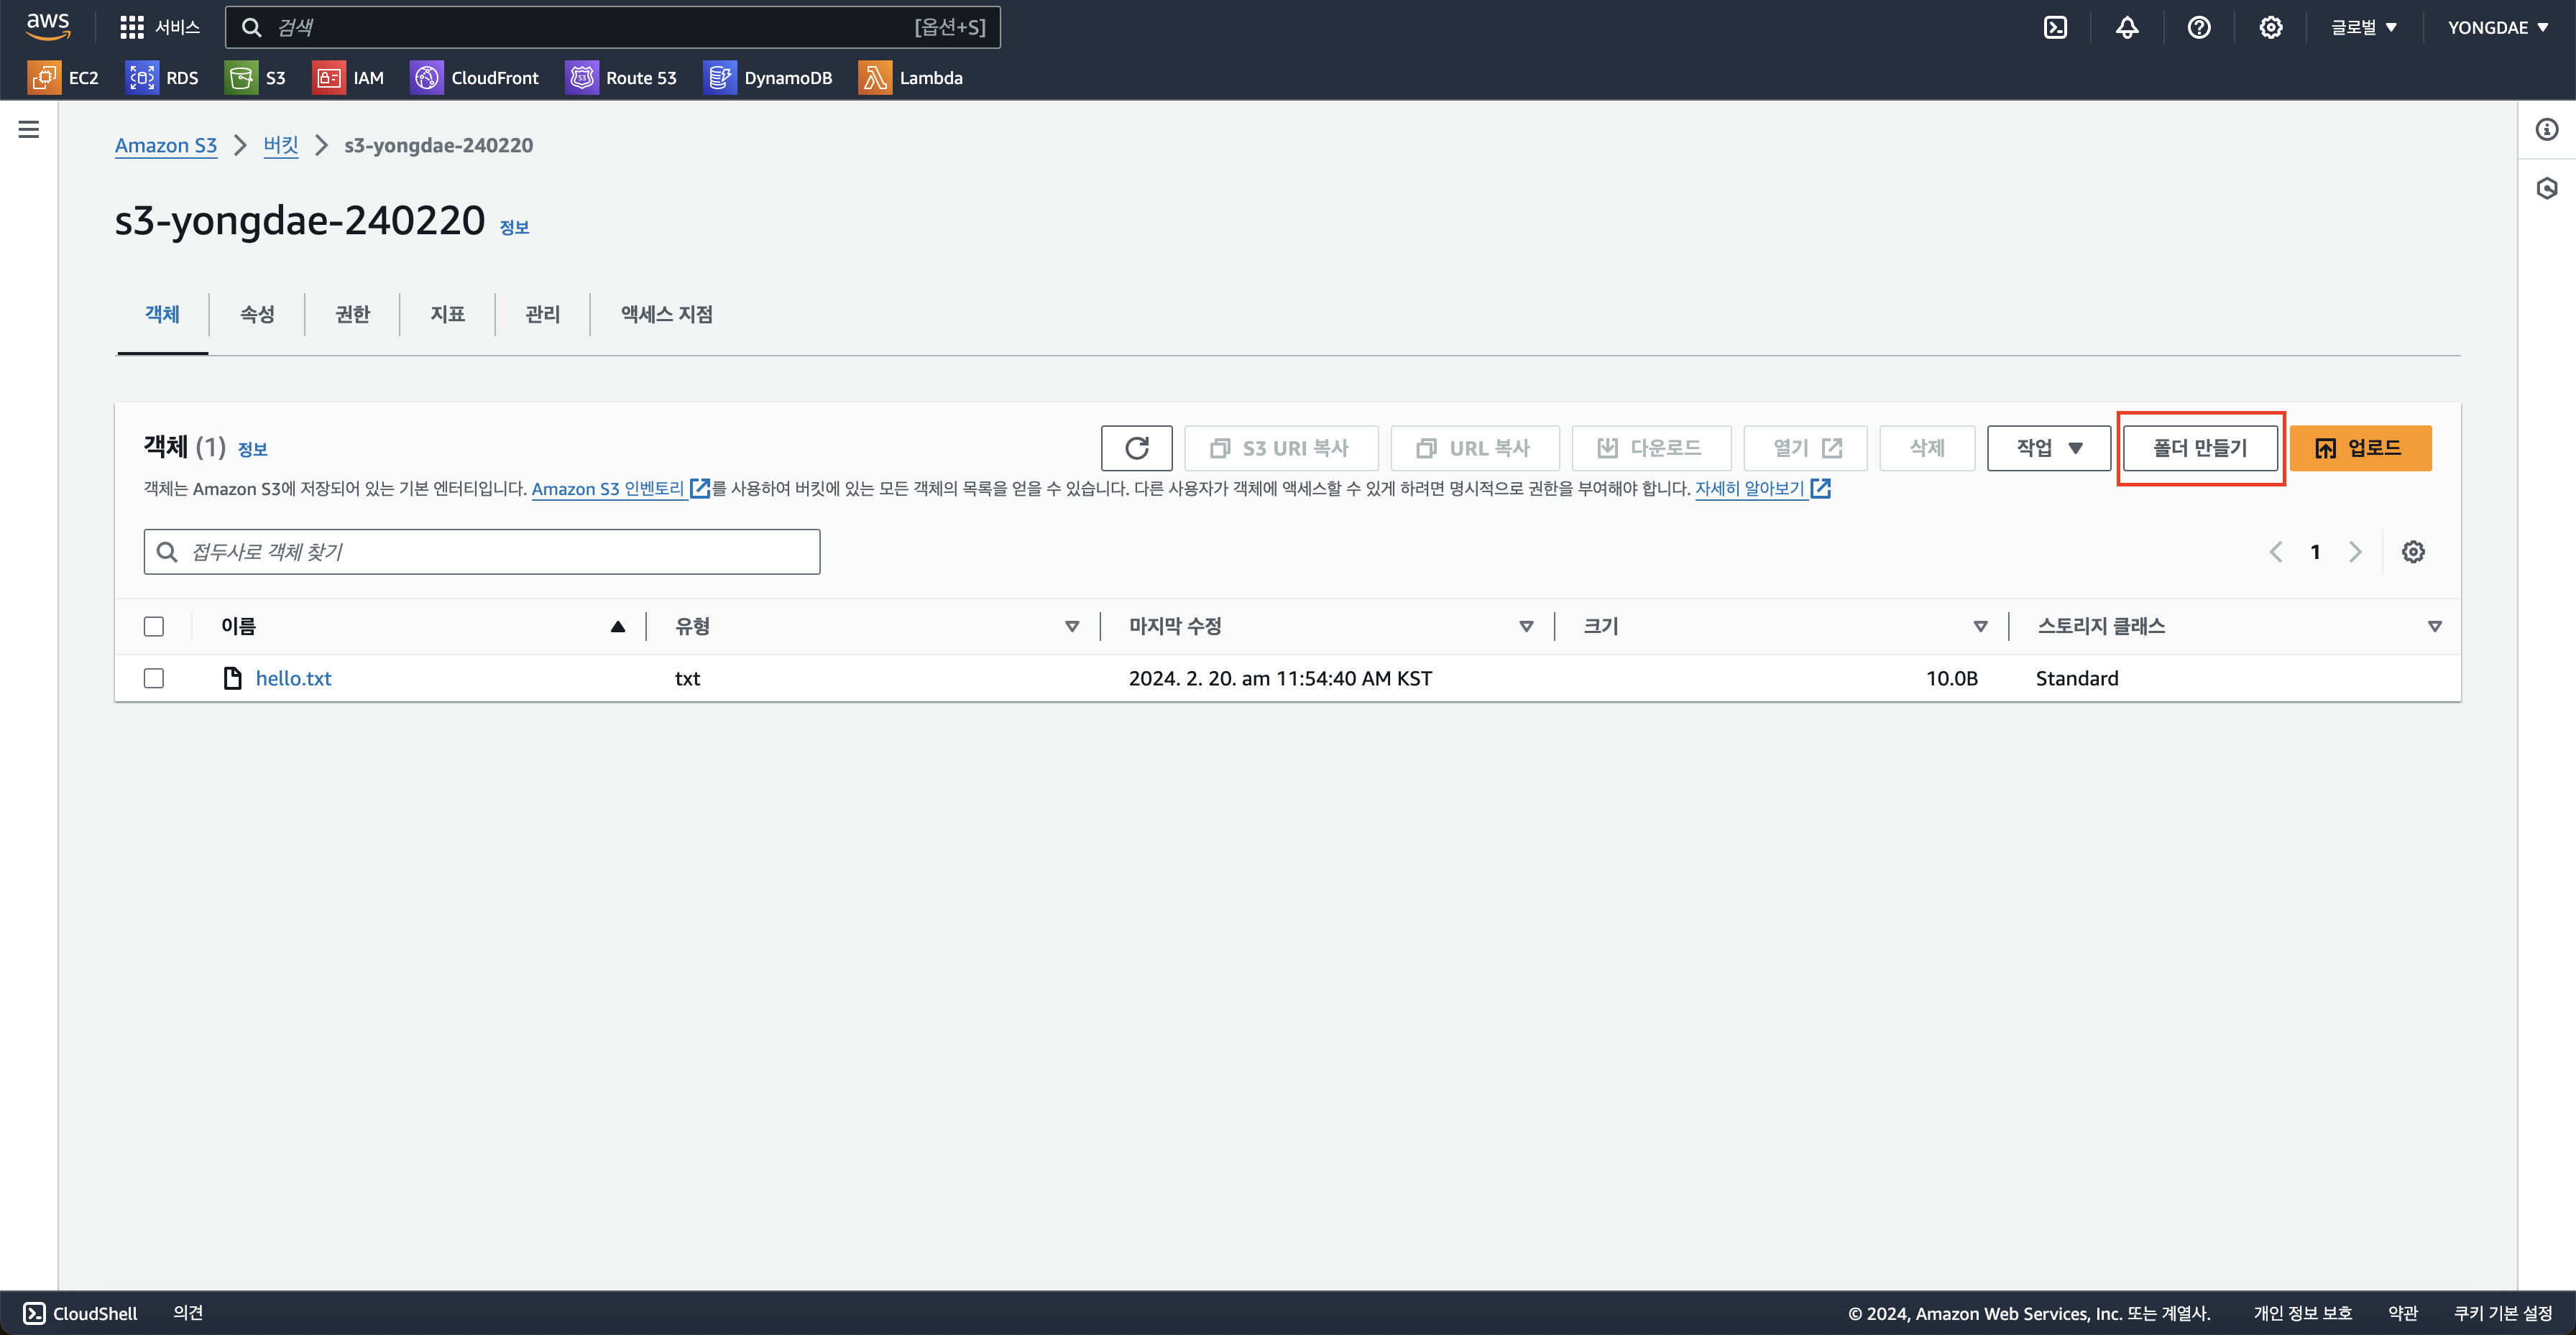 aws 서비스 검색 [옵션+S] 글로벌 YONGDAE
EC2 RDS S3 IAM CloudFront Route 53 DynamoDB Lambda
Amazon S3 버킷 s3-yongdae-240220
s3-yongdae-240220 정보
객체 속성 권한 지표 관리 액세스 지점
객체 (1) 정보 S3 URI 복사 URL 복사 다운로드 열기 삭제 작업 폴더 만들기 업로드
객체는 Amazon S3에 저장되어 있는 기본 엔터티입니다. Amazon S3 인벤토리 를 사용하여 버킷에 있는 모든 객체의 목록을 얻을 수 있습니다. 다른 사용자가 객체에 액세스할 수 있게 하려면 명시적으로 권한을 부여해야 합니다. 자세히 알아보기
접두사로 객체 찾기 1
이름 유형 마지막 수정 크기 스토리지 클래스
hello.txt txt 2024. 2. 20. am 11:54:40 AM KST 10.0B Standard
CloudShell 의견 © 2024, Amazon Web Services, Inc. 또는 계열사. 개인 정보 보호 약관 쿠키 기본 설정